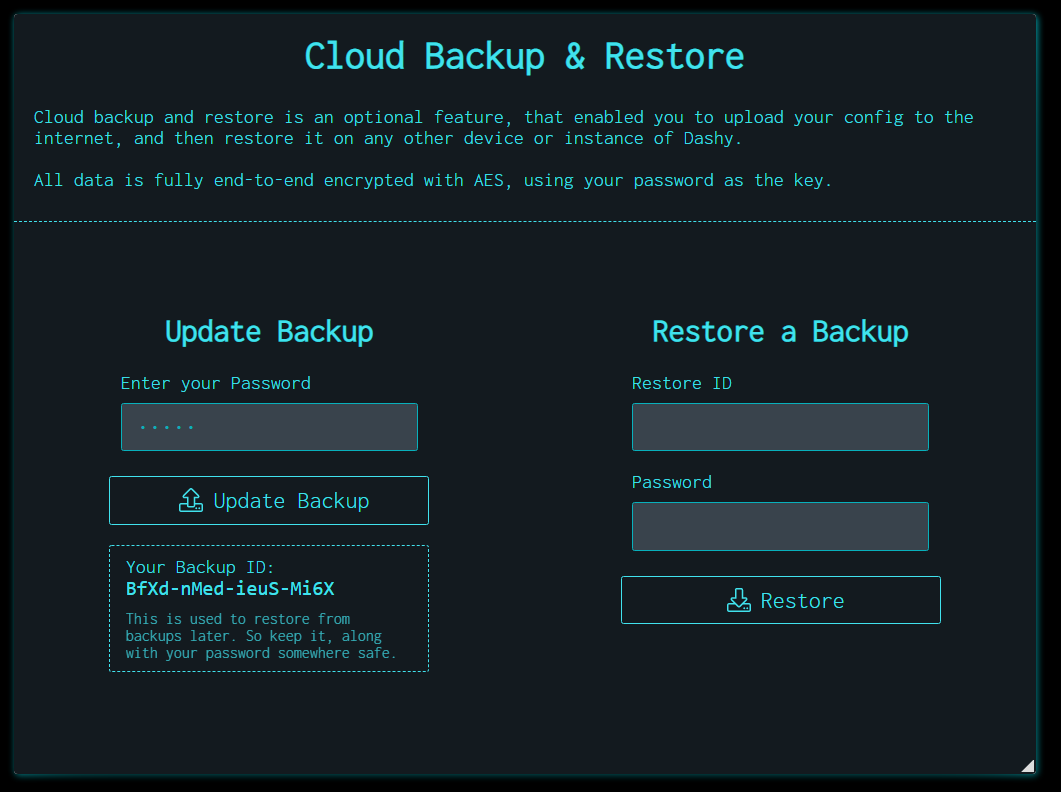 Cloud Backup & Restore
Cloud backup and restore is an optional feature, that enabled you to upload your config to the
internet, and then restore it on any other device or instance of Dashy.
All data is fully end-to-end encrypted with AES, using your password as the key.
Update Backup
Enter your Password
·····
Update Backup
Your Backup ID:
BfXd-nMed-ieuS-Mi6X
This is used to restore from
backups later. So keep it, along
with your password somewhere safe.
Restore a Backup
Restore ID
Password
Restore